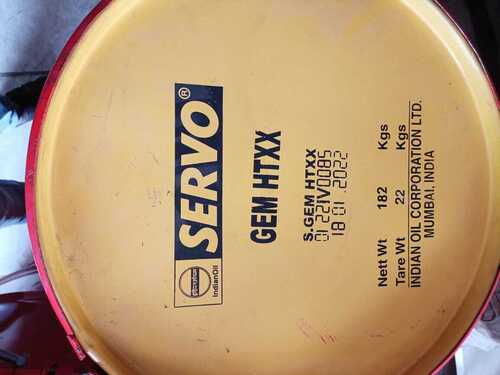 SERVO®
IndianOil
GEM HTXX
S.GEM HTXX
01221V0085
18 01 .2022
Nett Wt 182 Kgs
Tare Wt 22 Kgs
INDIAN OIL CORPORATION LTD.
MUMBAI, INDIA